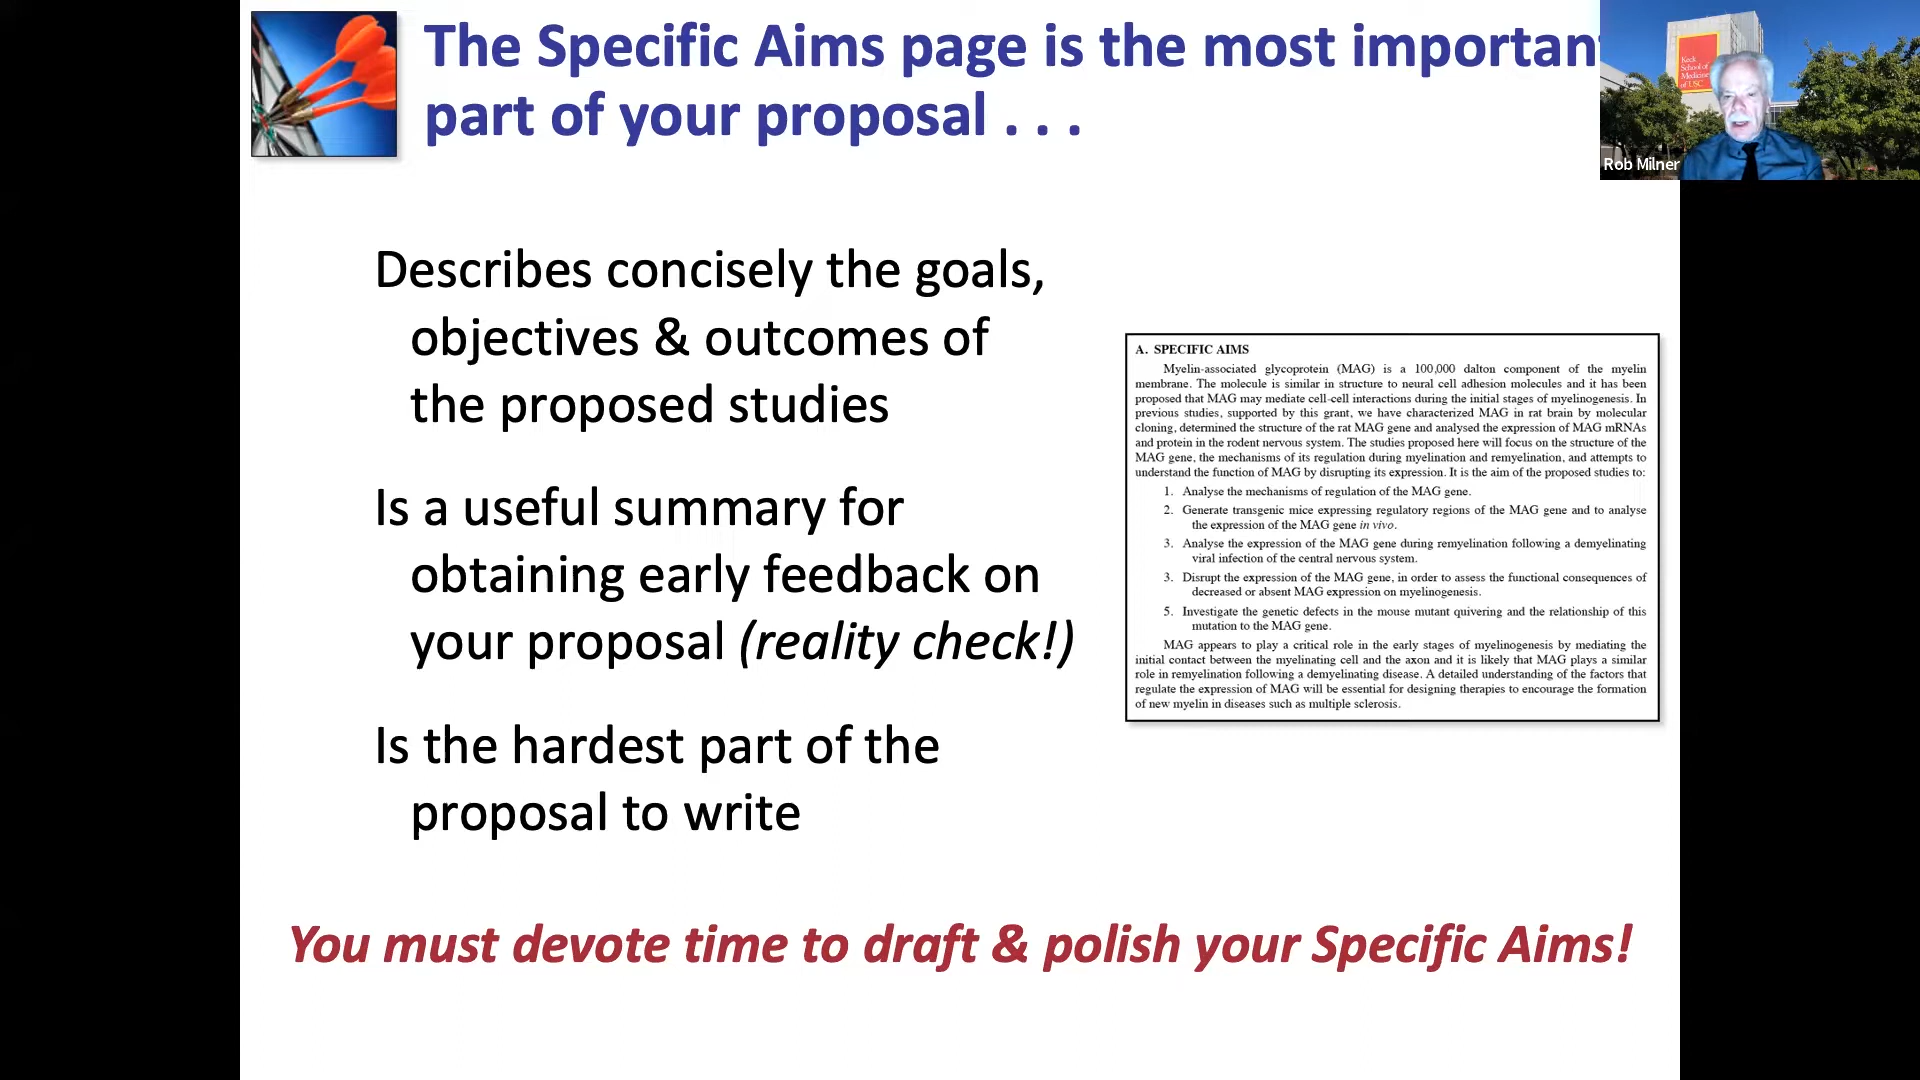 The Specific Aims page is the most important
part of your proposal . . .
Keck
School of
Medicine
of USC
Rob Milner
Describes concisely the goals,
objectives & outcomes of
the proposed studies
Is a useful summary for
obtaining early feedback on
your proposal (reality check!)
Is the hardest part of the
proposal to write
A. SPECIFIC AIMS
Myelin-associated glycoprotein (MAG) is a 100,000 dalton component of the myelin
membrane. The molecule is similar in structure to neural cell adhesion molecules and it has been
proposed that MAG may mediate cell-cell interactions during the initial stages of myelinogenesis. In
previous studies, supported by this grant, we have characterized MAG in rat brain by molecular
cloning, determined the structure of the rat MAG gene and analysed the expression of MAG mRNAs
and protein in the rodent nervous system. The studies proposed here will focus on the structure of the
MAG gene, the mechanisms of its regulation during myelination and remyelination, and attempts to
understand the function of MAG by disrupting its expression. It is the aim of the proposed studies to:
1. Analyse the mechanisms of regulation of the MAG gene.
2. Generate transgenic mice expressing regulatory regions of the MAG gene and to analyse
the expression of the MAG gene in vivo.
3. Analyse the expression of the MAG gene during remyelination following a demyelinating
viral infection of the central nervous system.
3. Disrupt the expression of the MAG gene, in order to assess the functional consequences of
decreased or absent MAG expression on myelinogenesis.
5. Investigate the genetic defects in the mouse mutant quivering and the relationship of this
mutation to the MAG gene.
MAG appears to play a critical role in the early stages of myelinogenesis by mediating the
initial contact between the myelinating cell and the axon and it is likely that MAG plays a similar
role in remyelination following a demyelinating disease. A detailed understanding of the factors that
regulate the expression of MAG will be essential for designing therapies to encourage the formation
of new myelin in diseases such as multiple sclerosis.
You must devote time to draft & polish your Specific Aims!